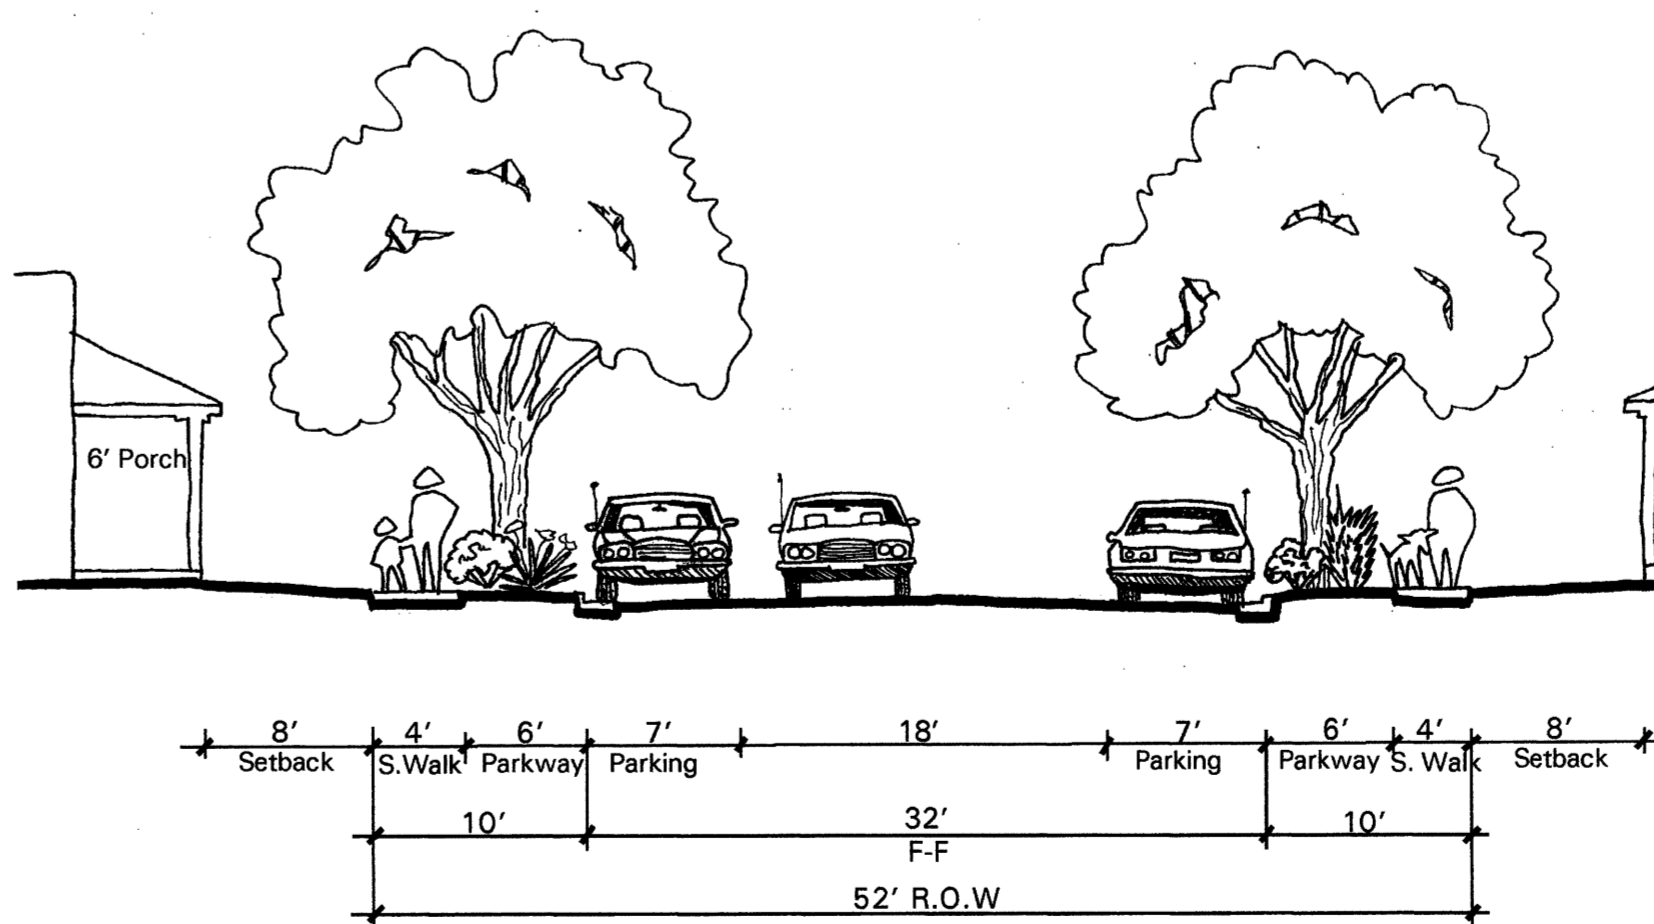 6' Porch
8' 4' 6' 7' 18' 7' 6' 4' 8'
Setback S.Walk Parkway Parking Parking Parkway S. Walk Setback
10' 32' 10'
F-F
52' R.O.W